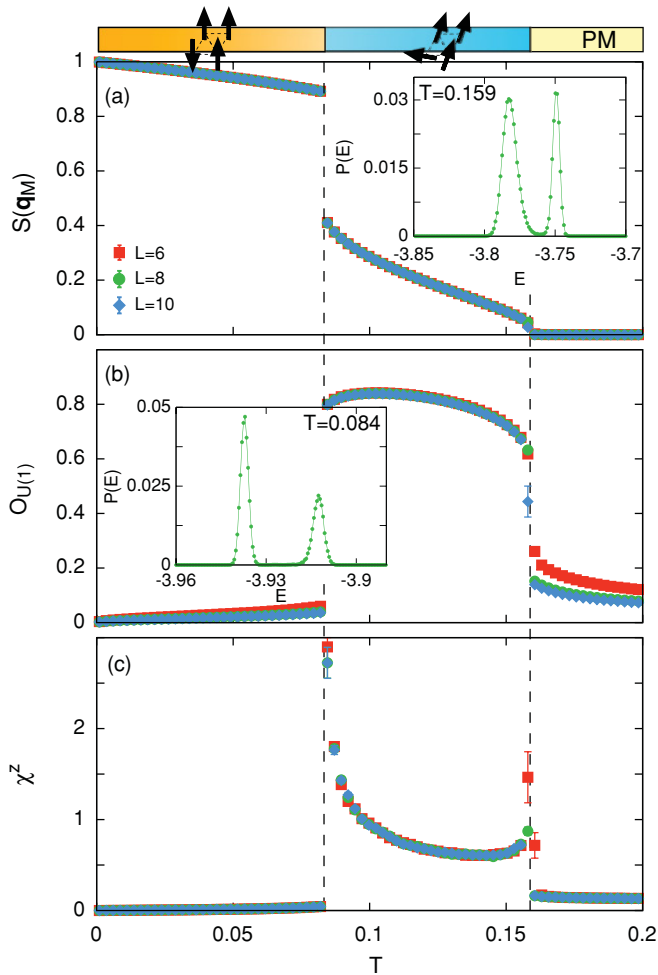 PM
(a)
S(qM)
1
0.8
0.6
0.4
0.2
0
L=6
L=8
L=10
T=0.159
P(E)
0.03
0.015
0
-3.85
-3.8
-3.75
-3.7
E
(b)
OU(1)
0.8
0.6
0.4
0.2
0
T=0.084
P(E)
0.05
0.025
0
-3.96
-3.93
-3.9
E
(c)
χz
2
1
0
0
0.05
0.1
0.15
0.2
T